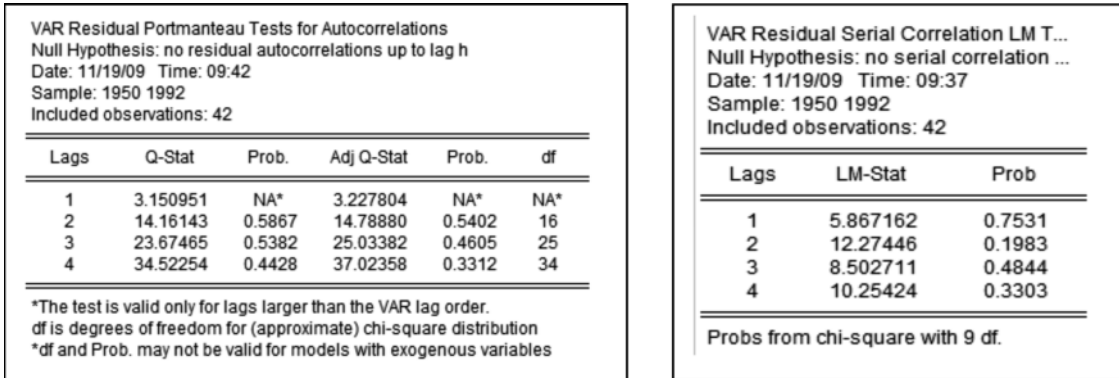 VAR Residual Portmanteau Tests for Autocorrelations
Null Hypothesis: no residual autocorrelations up to lag h
Date: 11/19/09 Time: 09:42
Sample: 1950 1992
Included observations: 42
Lags Q-Stat Prob. Adj Q-Stat Prob. df
1 3.150951 NA* 3.227804 NA* NA*
2 14.16143 0.5867 14.78880 0.5402 16
3 23.67465 0.5382 25.03382 0.4605 25
4 34.52254 0.4428 37.02358 0.3312 34
*The test is valid only for lags larger than the VAR lag order.
df is degrees of freedom for (approximate) chi-square distribution
*df and Prob. may not be valid for models with exogenous variables
VAR Residual Serial Correlation LM T...
Null Hypothesis: no serial correlation ...
Date: 11/19/09 Time: 09:37
Sample: 1950 1992
Included observations: 42
Lags LM-Stat Prob
1 5.867162 0.7531
2 12.27446 0.1983
3 8.502711 0.4844
4 10.25424 0.3303
Probs from chi-square with 9 df.